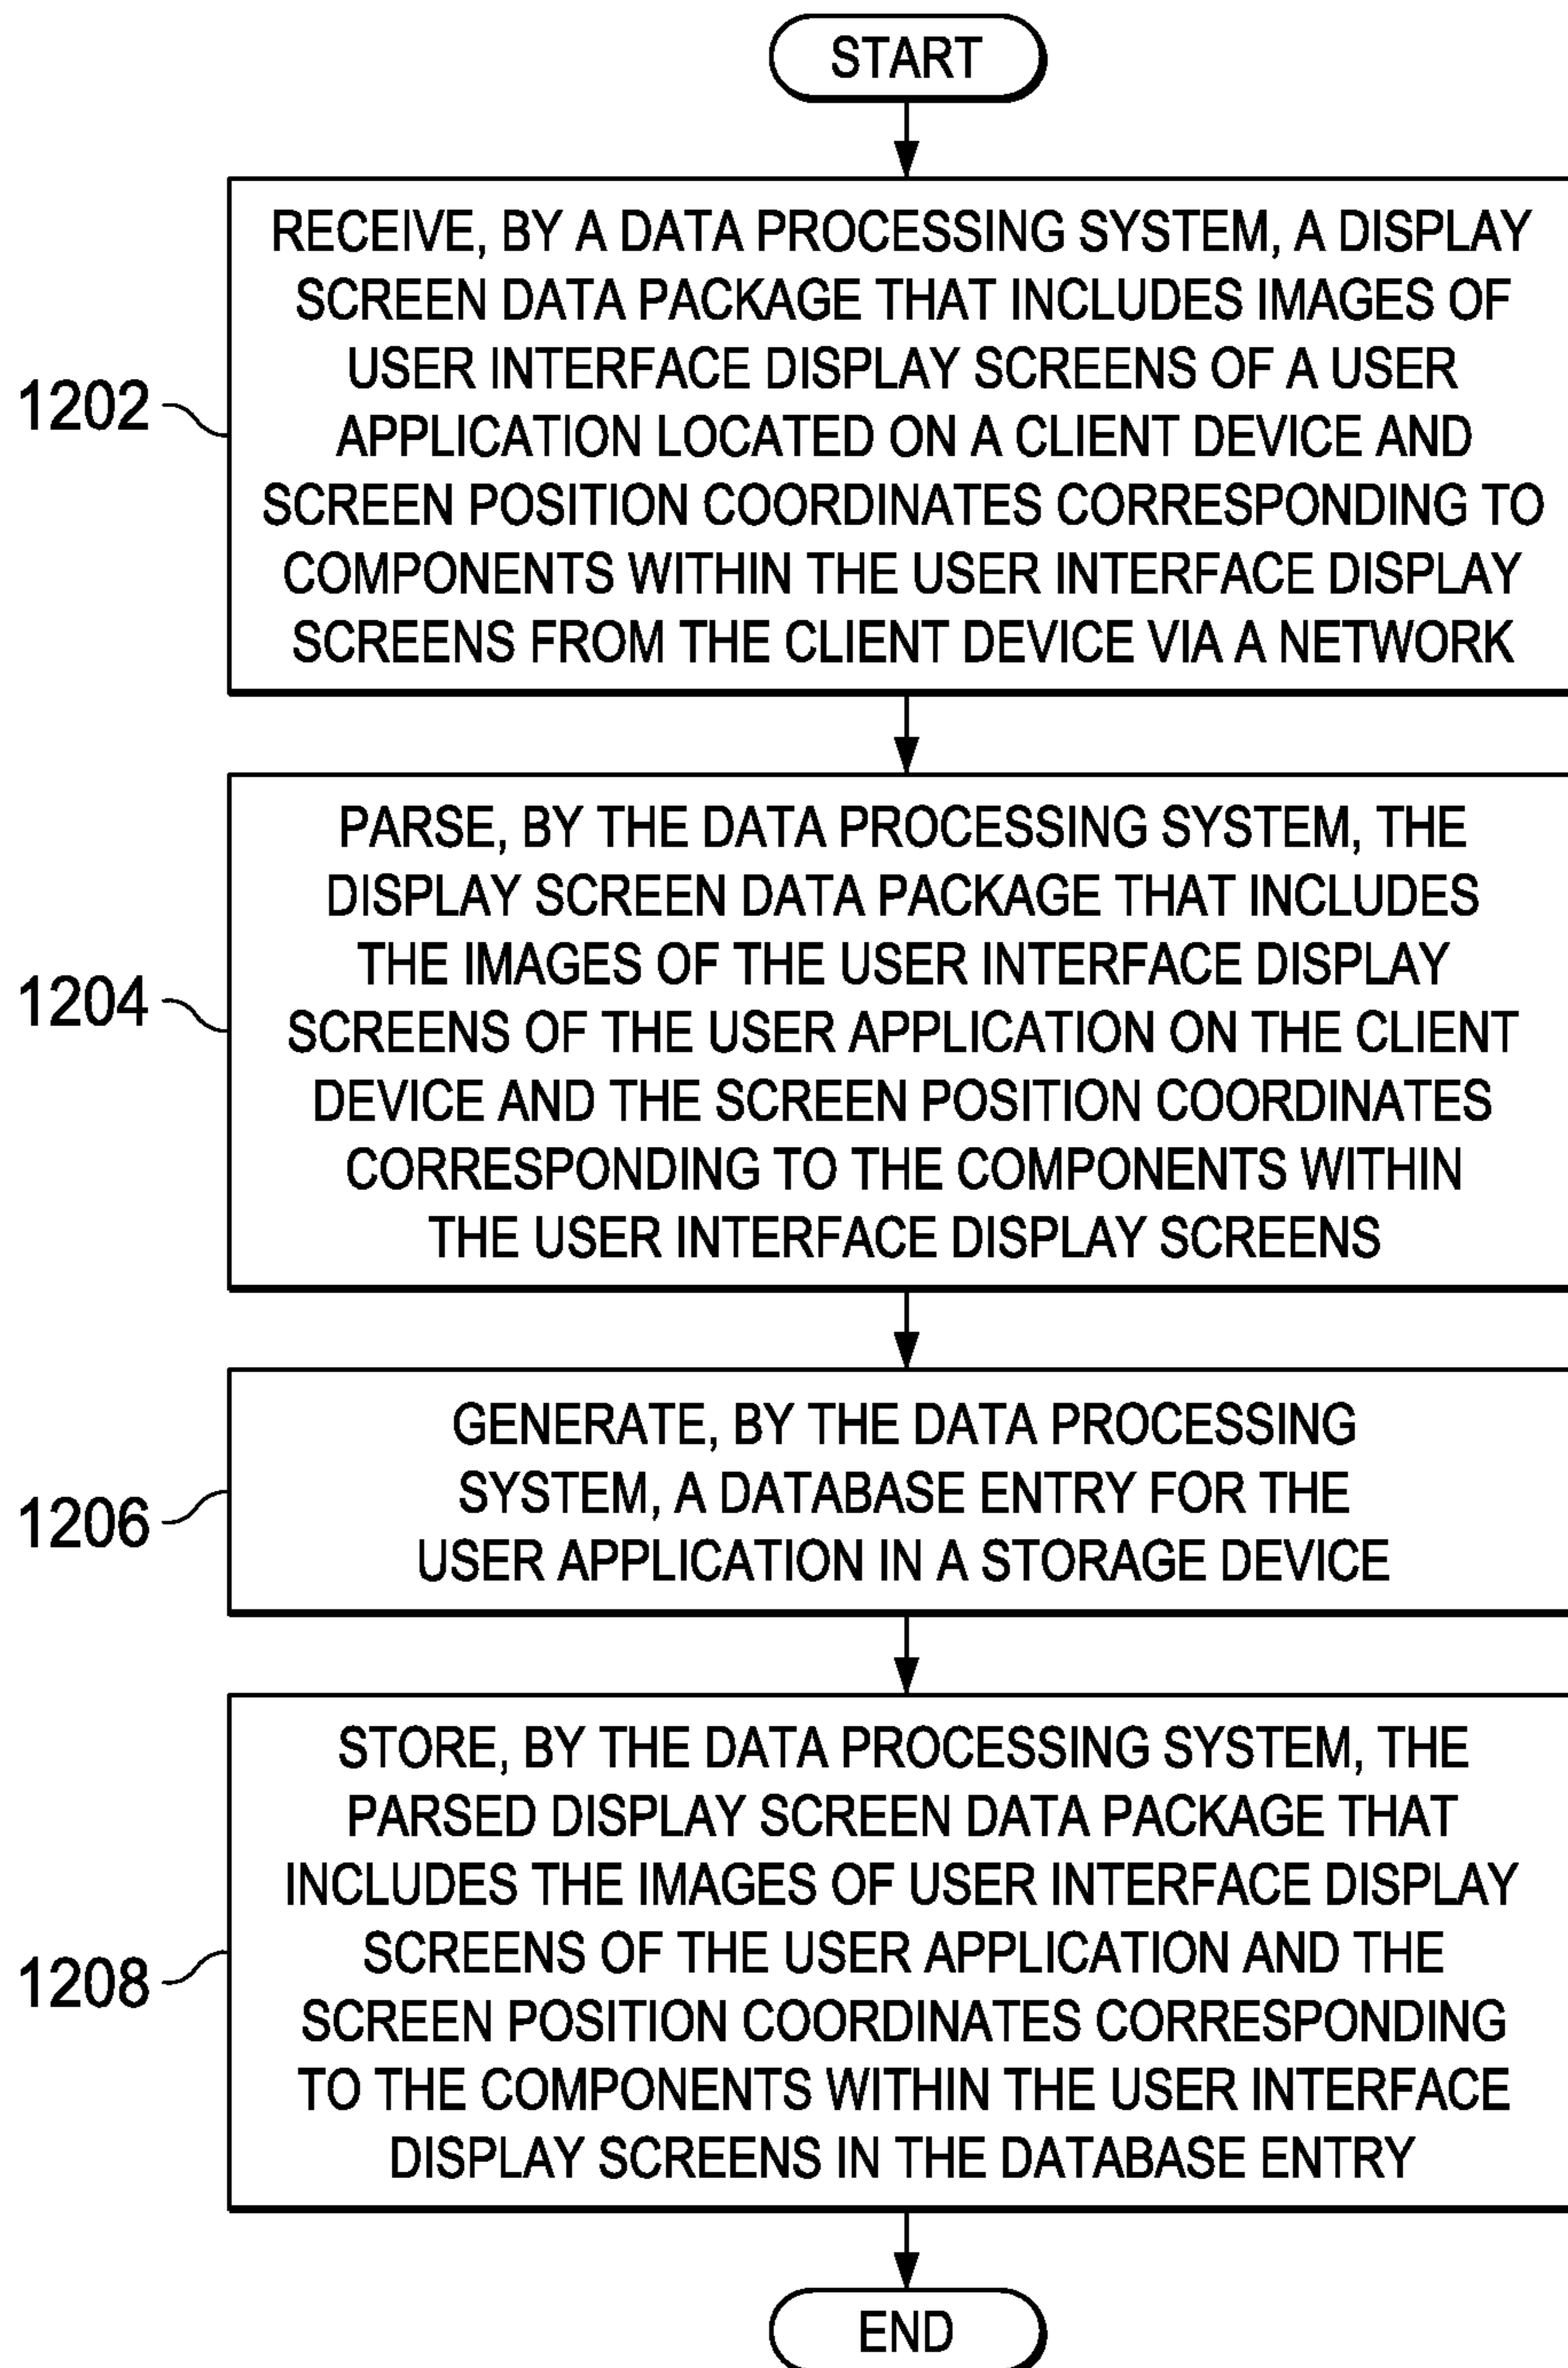 START
RECEIVE, BY A DATA PROCESSING SYSTEM, A DISPLAY
SCREEN DATA PACKAGE THAT INCLUDES IMAGES OF
USER INTERFACE DISPLAY SCREENS OF A USER
APPLICATION LOCATED ON A CLIENT DEVICE AND
SCREEN POSITION COORDINATES CORRESPONDING TO
COMPONENTS WITHIN THE USER INTERFACE DISPLAY
SCREENS FROM THE CLIENT DEVICE VIA A NETWORK
1202
PARSE, BY THE DATA PROCESSING SYSTEM, THE
DISPLAY SCREEN DATA PACKAGE THAT INCLUDES
THE IMAGES OF THE USER INTERFACE DISPLAY
SCREENS OF THE USER APPLICATION ON THE CLIENT
DEVICE AND THE SCREEN POSITION COORDINATES
CORRESPONDING TO THE COMPONENTS WITHIN
THE USER INTERFACE DISPLAY SCREENS
1204
GENERATE, BY THE DATA PROCESSING
SYSTEM, A DATABASE ENTRY FOR THE
USER APPLICATION IN A STORAGE DEVICE
1206
STORE, BY THE DATA PROCESSING SYSTEM, THE
PARSED DISPLAY SCREEN DATA PACKAGE THAT
INCLUDES THE IMAGES OF USER INTERFACE DISPLAY
SCREENS OF THE USER APPLICATION AND THE
SCREEN POSITION COORDINATES CORRESPONDING
TO THE COMPONENTS WITHIN THE USER INTERFACE
DISPLAY SCREENS IN THE DATABASE ENTRY
1208
END